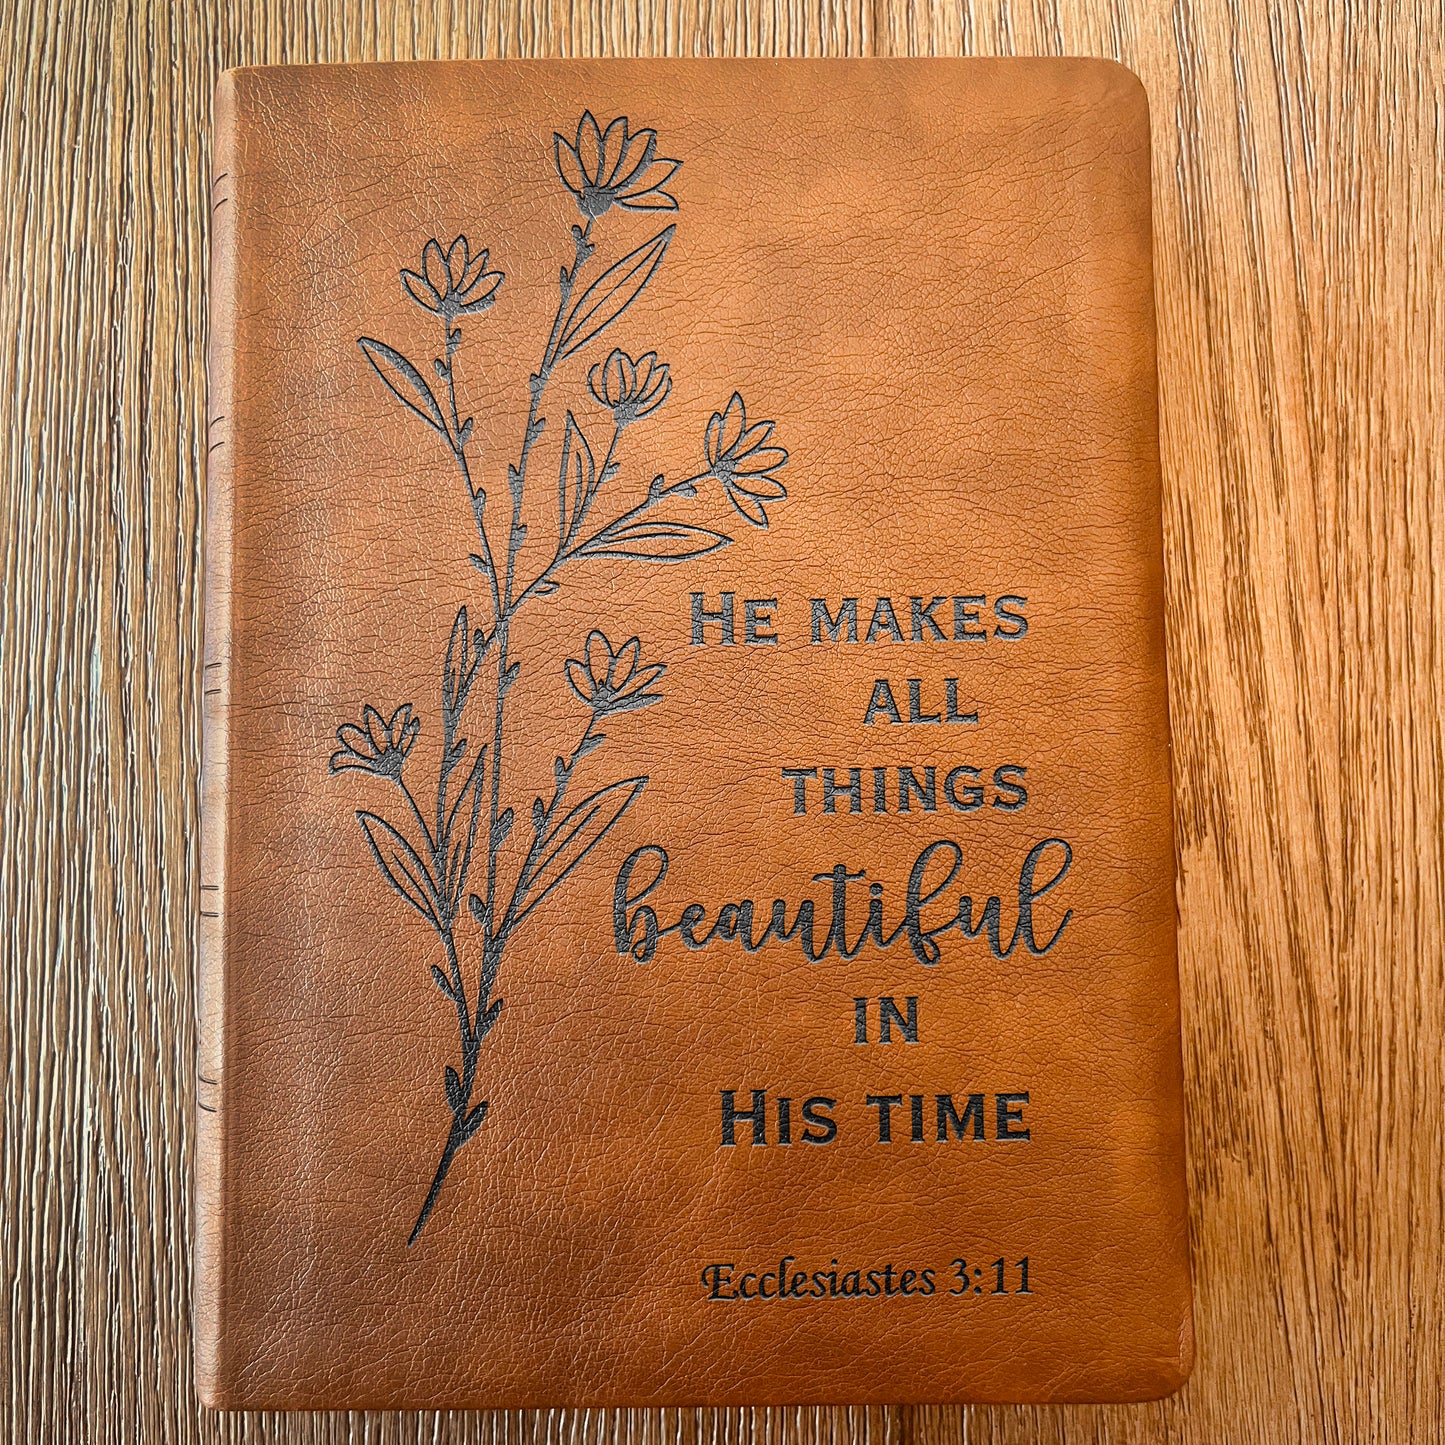 He makes
all
things
beautiful
in
His time
Ecclesiastes 3:11